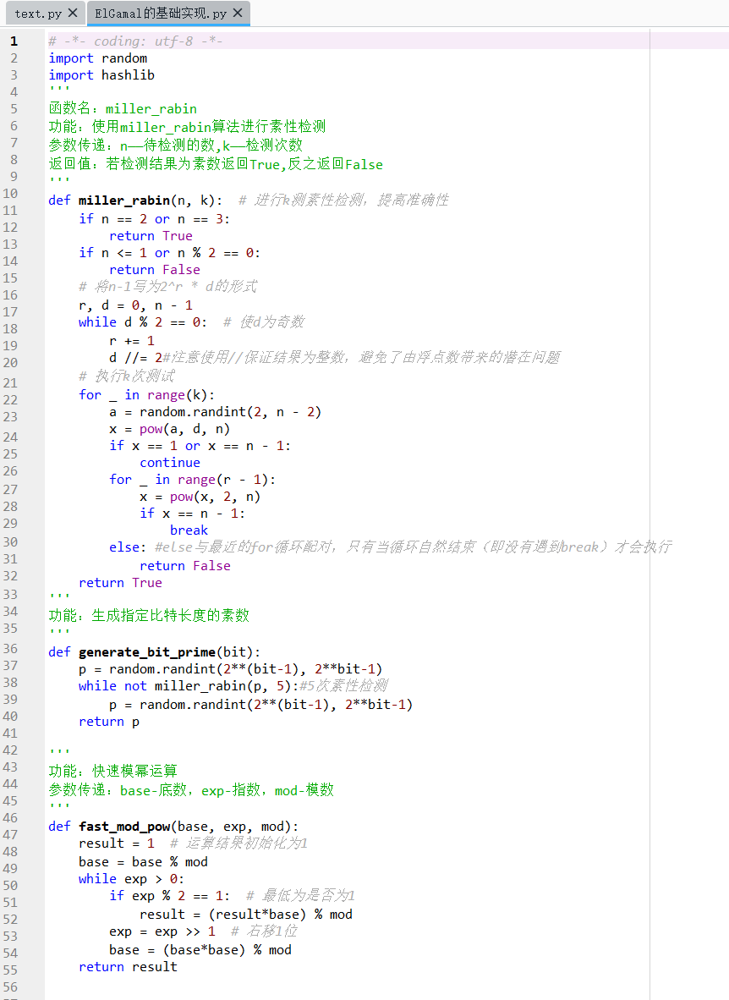 text.py ✕ ElGamal的基础实现.py ✕
1 # -*- coding: utf-8 -*-
2 import random
3 import hashlib
4 '''
5 函数名：miller_rabin
6 功能：使用miller_rabin算法进行素性检测
7 参数传递：n——待检测的数,k——检测次数
8 返回值：若检测结果为素数返回True,反之返回False
9 '''
10 def miller_rabin(n, k):  # 进行k测素性检测，提高准确性
11     if n == 2 or n == 3:
12         return True
13     if n <= 1 or n % 2 == 0:
14         return False
15     # 将n-1写为2^r * d的形式
16     r, d = 0, n - 1
17     while d % 2 == 0:  # 使d为奇数
18         r += 1
19         d //= 2#注意使用//保证结果为整数，避免了由浮点数带来的潜在问题
20     # 执行k次测试
21     for _ in range(k):
22         a = random.randint(2, n - 2)
23         x = pow(a, d, n)
24         if x == 1 or x == n - 1:
25             continue
26         for _ in range(r - 1):
27             x = pow(x, 2, n)
28             if x == n - 1:
29                 break
30         else: #else与最近的for循环配对，只有当循环自然结束（即没有遇到break）才会执行
31             return False
32     return True
33 '''
34 功能：生成指定比特长度的素数
35 '''
36 def generate_bit_prime(bit):
37     p = random.randint(2**(bit-1), 2**bit-1)
38     while not miller_rabin(p, 5):#5次素性检测
39         p = random.randint(2**(bit-1), 2**bit-1)
40     return p
41
42 '''
43 功能：快速模幂运算
44 参数传递：base-底数，exp-指数，mod-模数
45 '''
46 def fast_mod_pow(base, exp, mod):
47     result = 1  # 运算结果初始化为1
48     base = base % mod
49     while exp > 0:
50         if exp % 2 == 1:  # 最低为是否为1
51             result = (result*base) % mod
52         exp = exp >> 1  # 右移1位
53         base = (base*base) % mod
54     return result
55
56